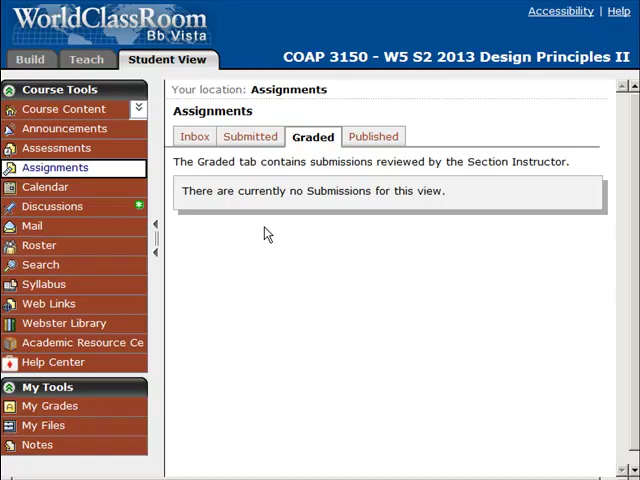 WorldClassRoom
Bb Vista
Accessibility | Help
Build
Teach
Student View
COAP 3150 - W5 S2 2013 Design Principles II
Course Tools
Course Content
Announcements
Assessments
Assignments
Calendar
Discussions
Mail
Roster
Search
Syllabus
Web Links
Webster Library
Academic Resource Ce
Help Center
My Tools
My Grades
My Files
Notes
Your location: Assignments
Assignments
Inbox
Submitted
Graded
Published
The Graded tab contains submissions reviewed by the Section Instructor.
There are currently no Submissions for this view.